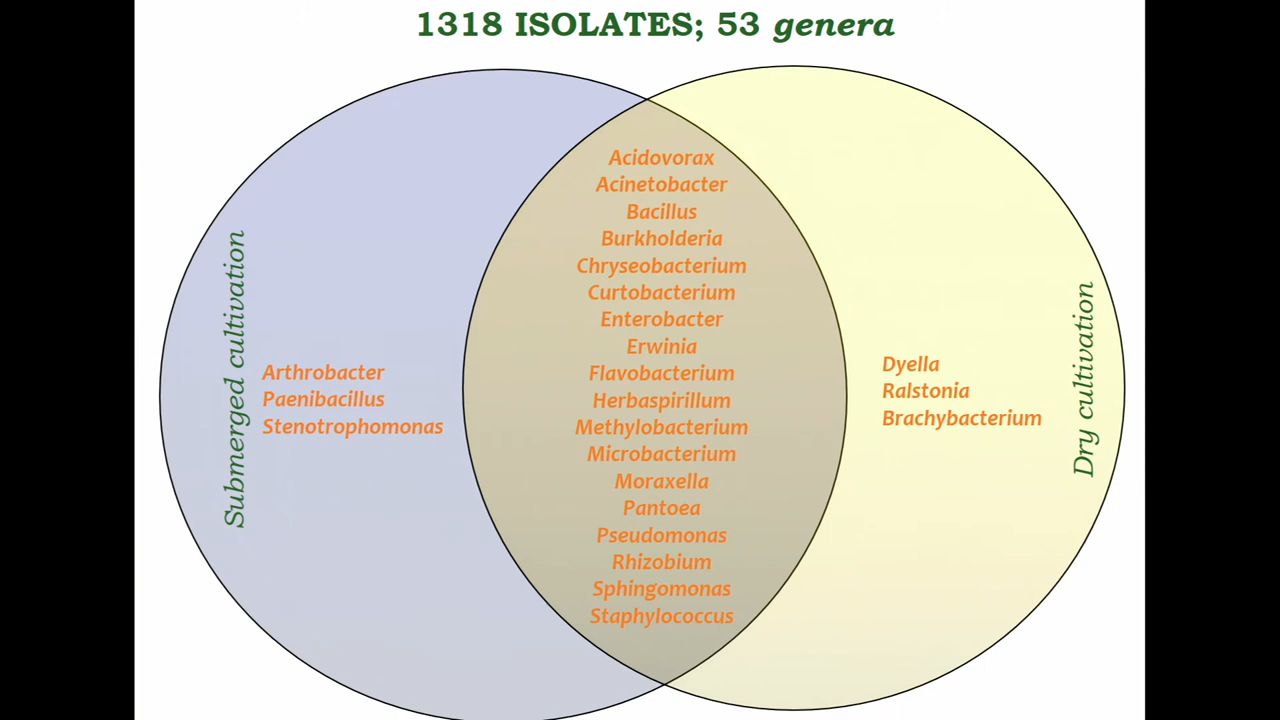 1318 ISOLATES; 53 genera
Submerged cultivation
Arthrobacter
Paenibacillus
Stenotrophomonas
Acidovorax
Acinetobacter
Bacillus
Burkholderia
Chryseobacterium
Curtobacterium
Enterobacter
Erwinia
Flavobacterium
Herbaspirillum
Methylobacterium
Microbacterium
Moraxella
Pantoea
Pseudomonas
Rhizobium
Sphingomonas
Staphylococcus
Dyella
Ralstonia
Brachybacterium
Dry cultivation